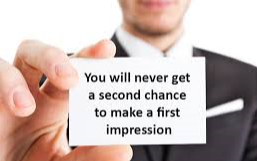 You will never get
a second chance
to make a first
impression